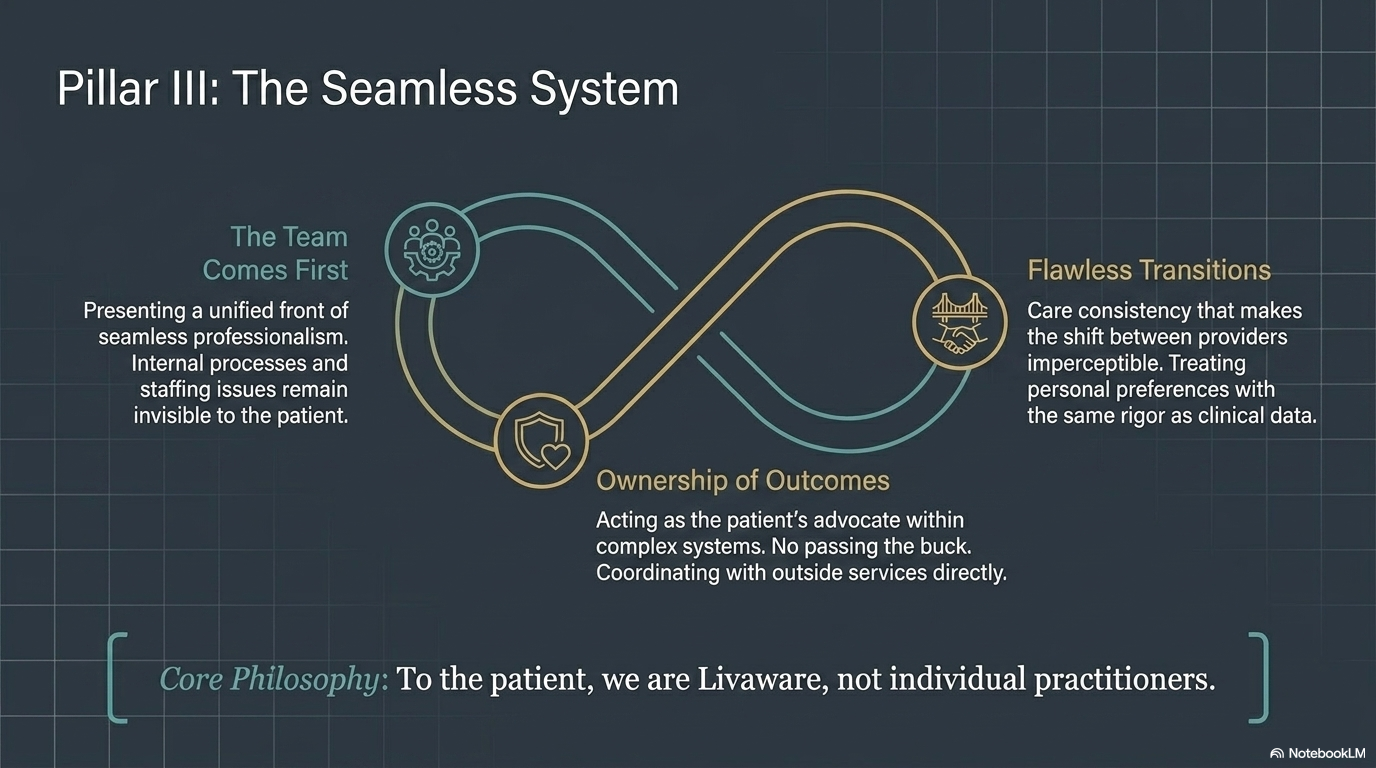 Pillar III: The Seamless System
The Team
Comes First
Presenting a unified front of
seamless professionalism.
Internal processes and
staffing issues remain
invisible to the patient.
Flawless Transitions
Care consistency that makes
the shift between providers
imperceptible. Treating
personal preferences with
the same rigor as clinical data.
Ownership of Outcomes
Acting as the patient’s advocate within
complex systems. No passing the buck.
Coordinating with outside services directly.
Core Philosophy: To the patient, we are Livaware, not individual practitioners.
NotebookLM